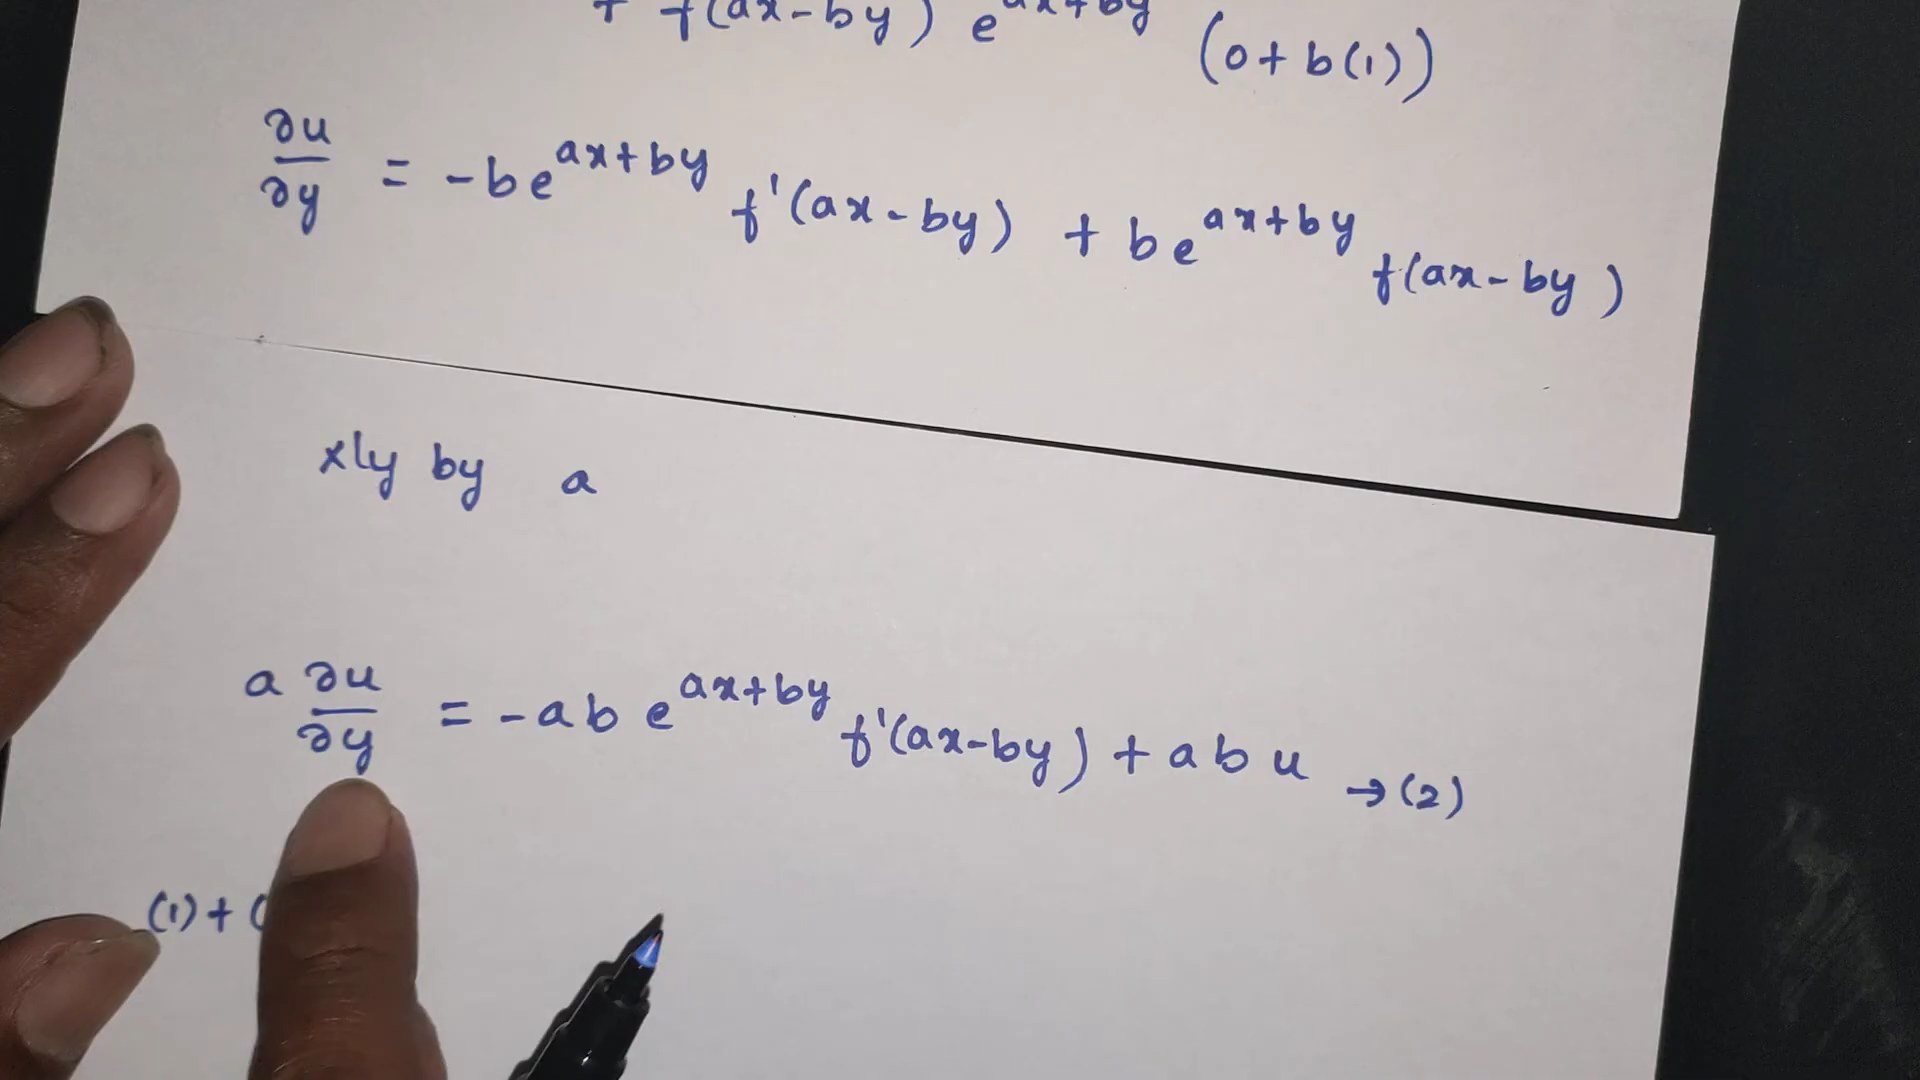 + f(ax-by) e^{ax+by} (0+b(1))
∂u/∂y = -be^{ax+by} f'(ax-by) + be^{ax+by} f(ax-by)
xly by a
a ∂u/∂y = -ab e^{ax+by} f'(ax-by) + abu → (2)
(1) + (